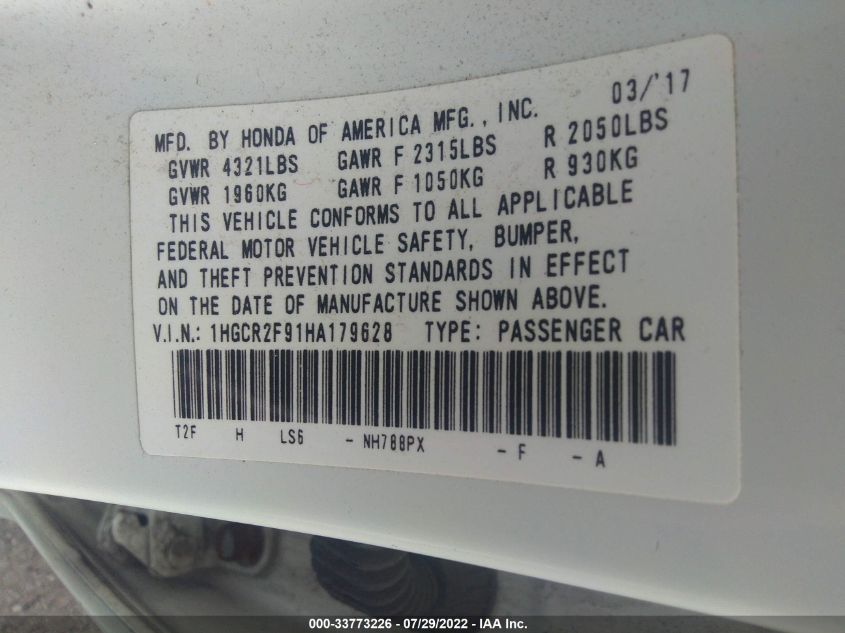 03/'17
MFD. BY HONDA OF AMERICA MFG., INC.
GVWR 4321LBS GAWR F 2315LBS R 2050LBS
GVWR 1960KG GAWR F 1050KG R 930KG
THIS VEHICLE CONFORMS TO ALL APPLICABLE
FEDERAL MOTOR VEHICLE SAFETY, BUMPER,
AND THEFT PREVENTION STANDARDS IN EFFECT
ON THE DATE OF MANUFACTURE SHOWN ABOVE.
V.I.N.: 1HGCR2F91HA179628 TYPE: PASSENGER CAR
T2F H LS6 - NH788PX - F - A
000-33773226 - 07/29/2022 - IAA Inc.